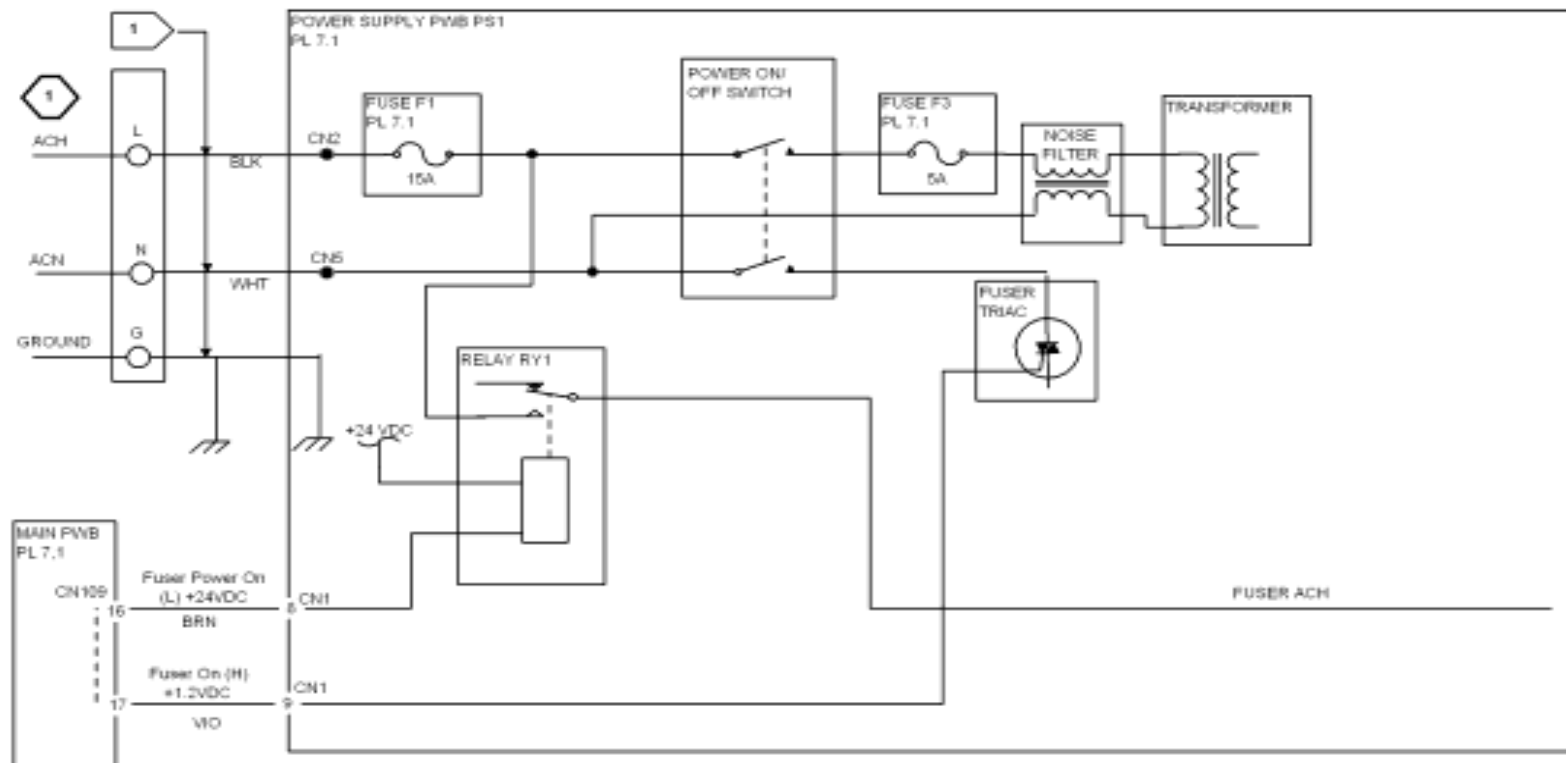 1
POWER SUPPLY PWB PS1
PL 7.1
1
L
ACH
BLK
CN2
FUSE F1
PL 7.1
15A
POWER ON/
OFF SWITCH
FUSE F3
PL 7.1
5A
NOISE
FILTER
TRANSFORMER
N
ACN
WHT
CN5
G
GROUND
FUSER
TRIAC
RELAY RY1
+24 VDC
MAIN PWB
PL 7.1
CN109
16
Fuser Power On
(L) +24VDC
BRN
8
CN1
FUSER ACH
17
Fuser On (H)
+1.2VDC
VIO
9
CN1